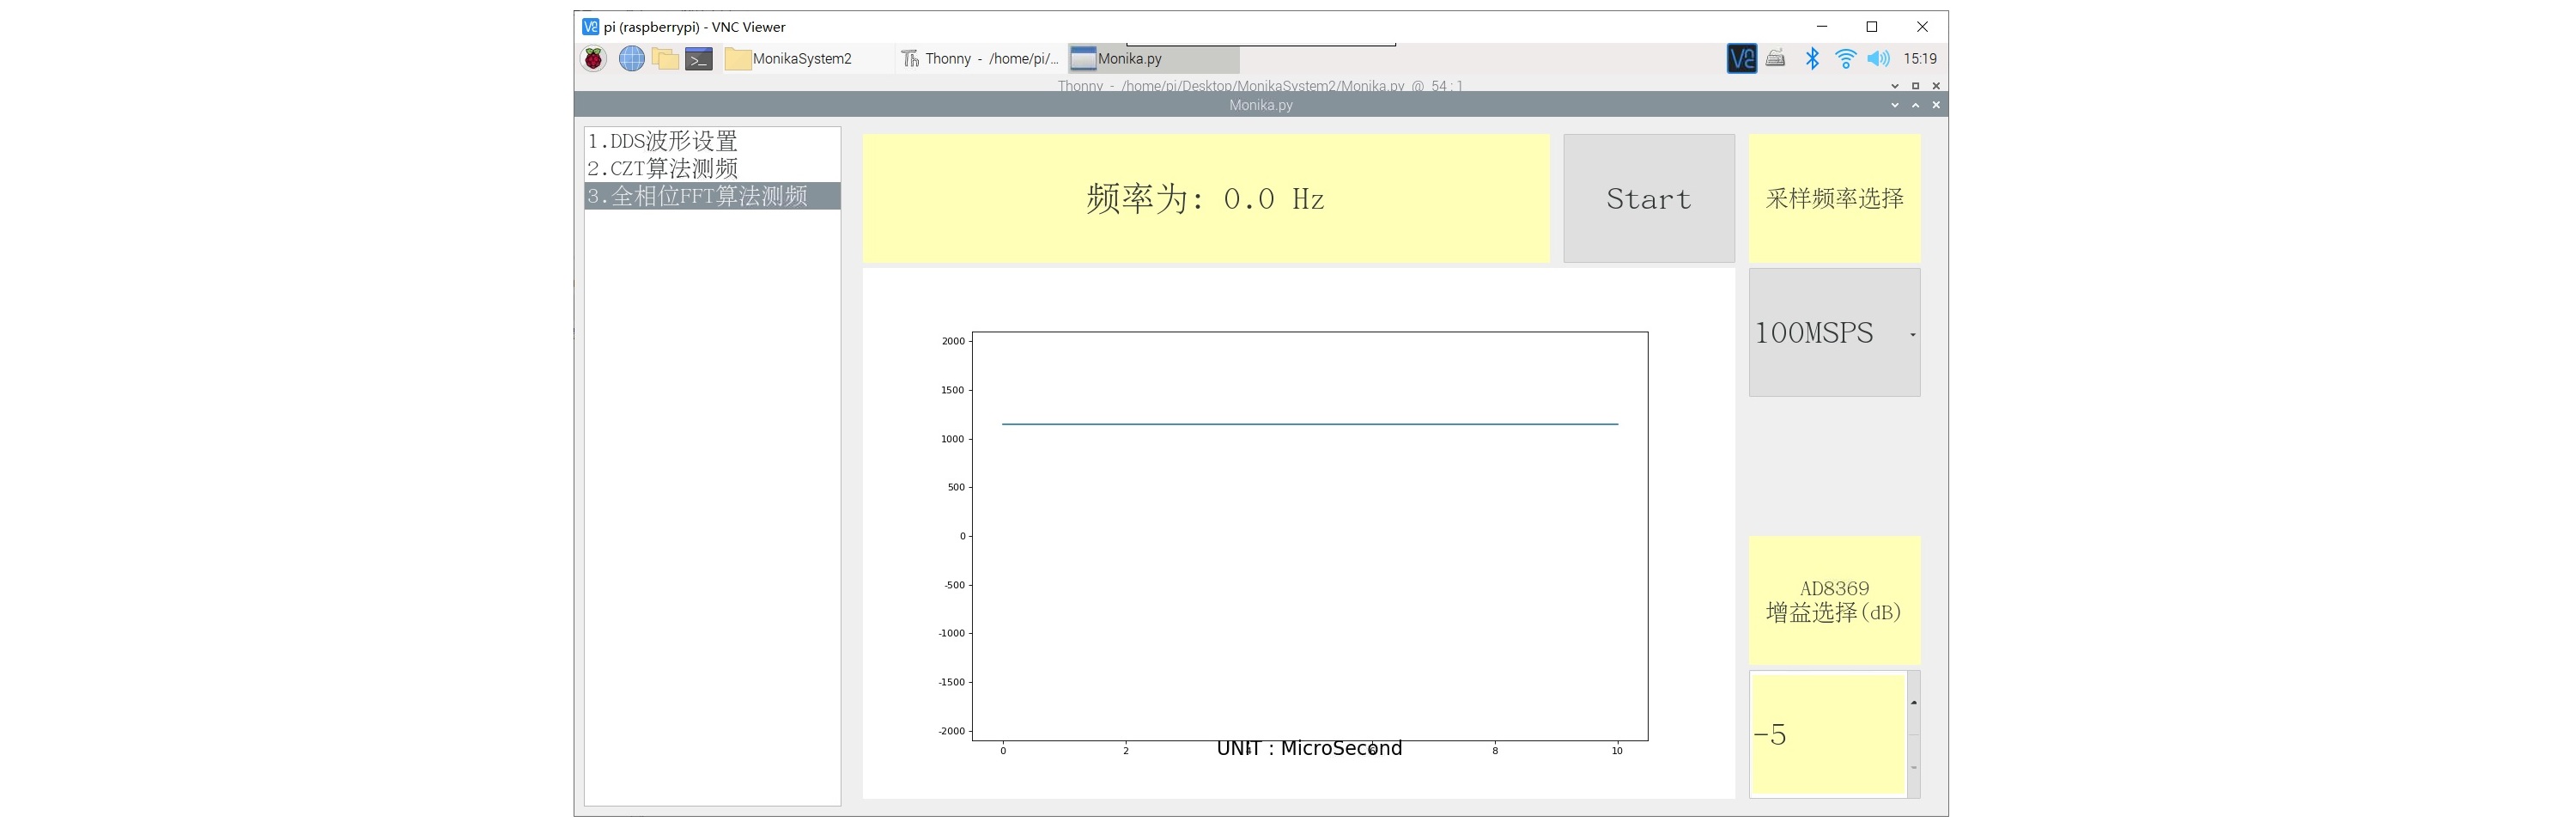 pi (raspberrypi) - VNC Viewer
MonikaSystem2
Thonny - /home/pi/...
Monika.py
15:19
Thonny - /home/pi/Desktop/MonikaSystem2/Monika.py @ 54 : 1
Monika.py
1.DDS波形设置
2.CZT算法测频
3.全相位FFT算法测频
频率为: 0.0 Hz
Start
采样频率选择
100MSPS
2000
1500
1000
500
0
-500
-1000
-1500
-2000
0
2
4
6
8
10
UNIT : MicroSecond
AD8369
增益选择(dB)
-5